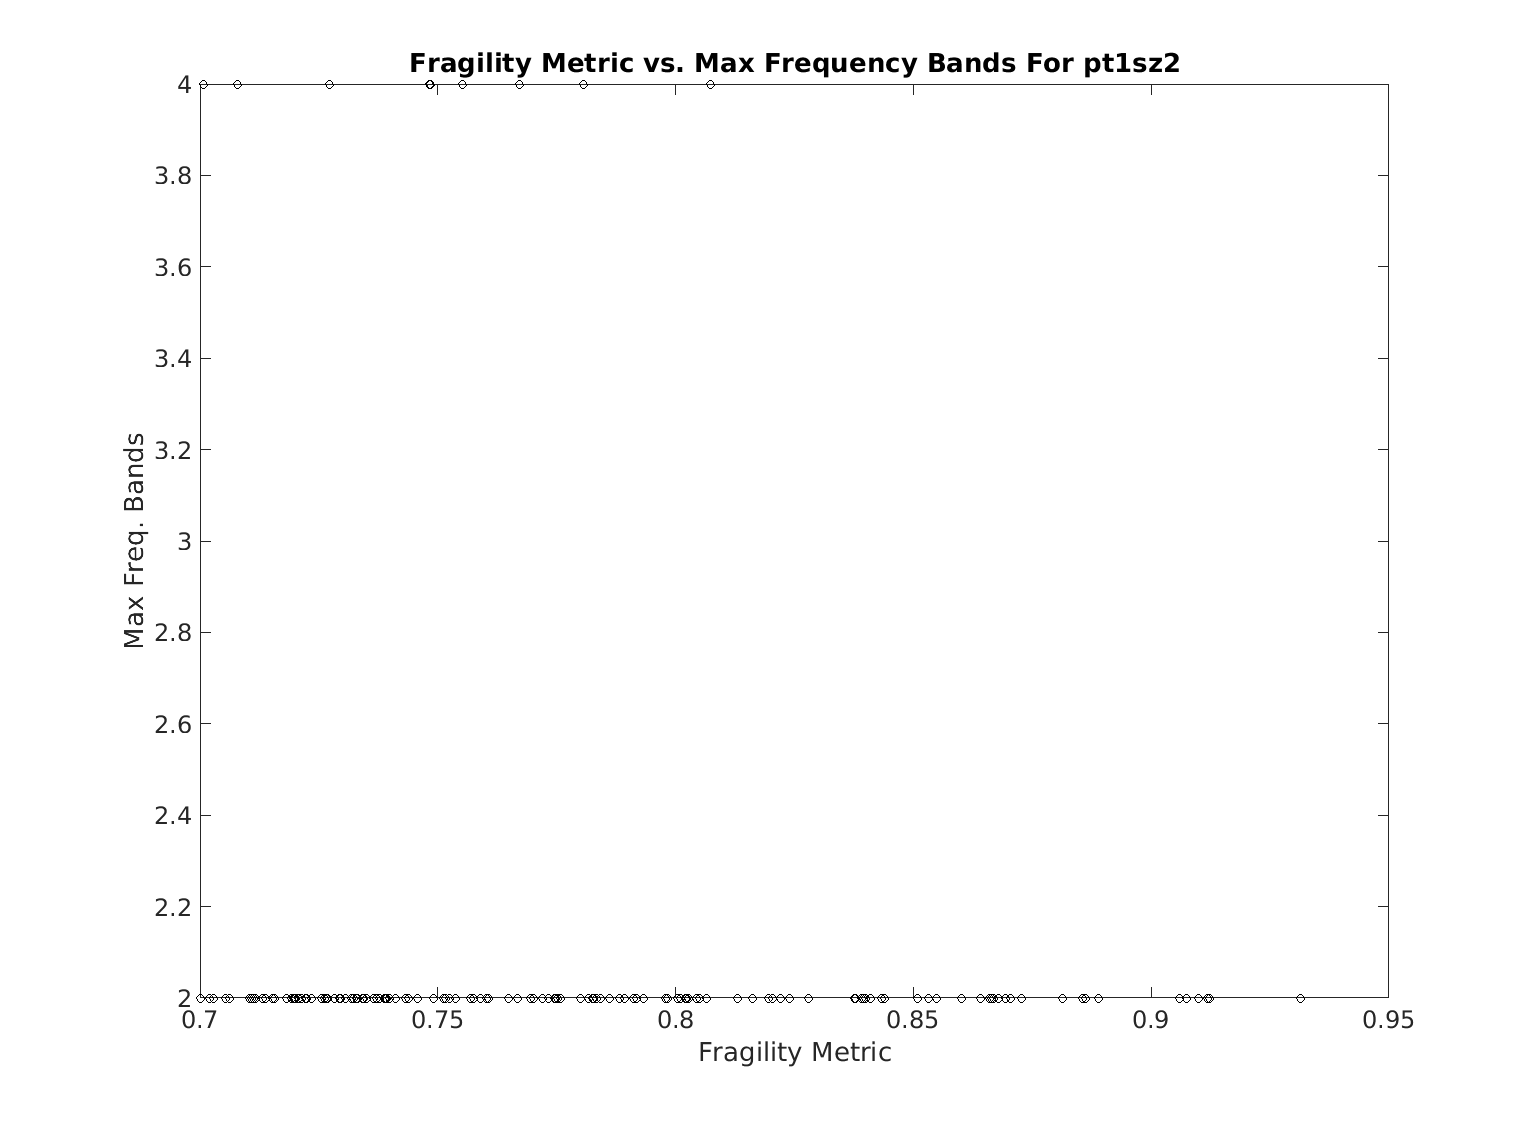 Fragility Metric vs. Max Frequency Bands For pt1sz2
4
3.8
3.6
3.4
3.2
3
2.8
2.6
2.4
2.2
2
Max Freq. Bands
0.7 0.75 0.8 0.85 0.9 0.95
Fragility Metric